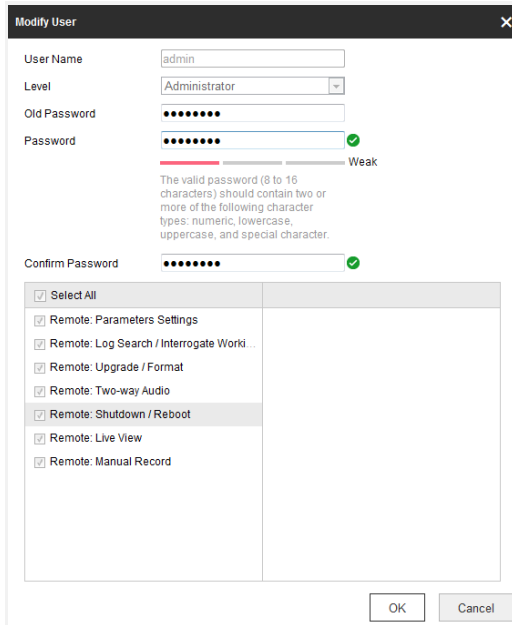 Modify User
User Name admin
Level Administrator
Old Password ●●●●●●●●
Password ●●●●●●●●
Weak
The valid password (8 to 16
characters) should contain two or
more of the following character
types: numeric, lowercase,
uppercase, and special character.
Confirm Password ●●●●●●●●
Select All
Remote: Parameters Settings
Remote: Log Search / Interrogate Worki...
Remote: Upgrade / Format
Remote: Two-way Audio
Remote: Shutdown / Reboot
Remote: Live View
Remote: Manual Record
OK Cancel